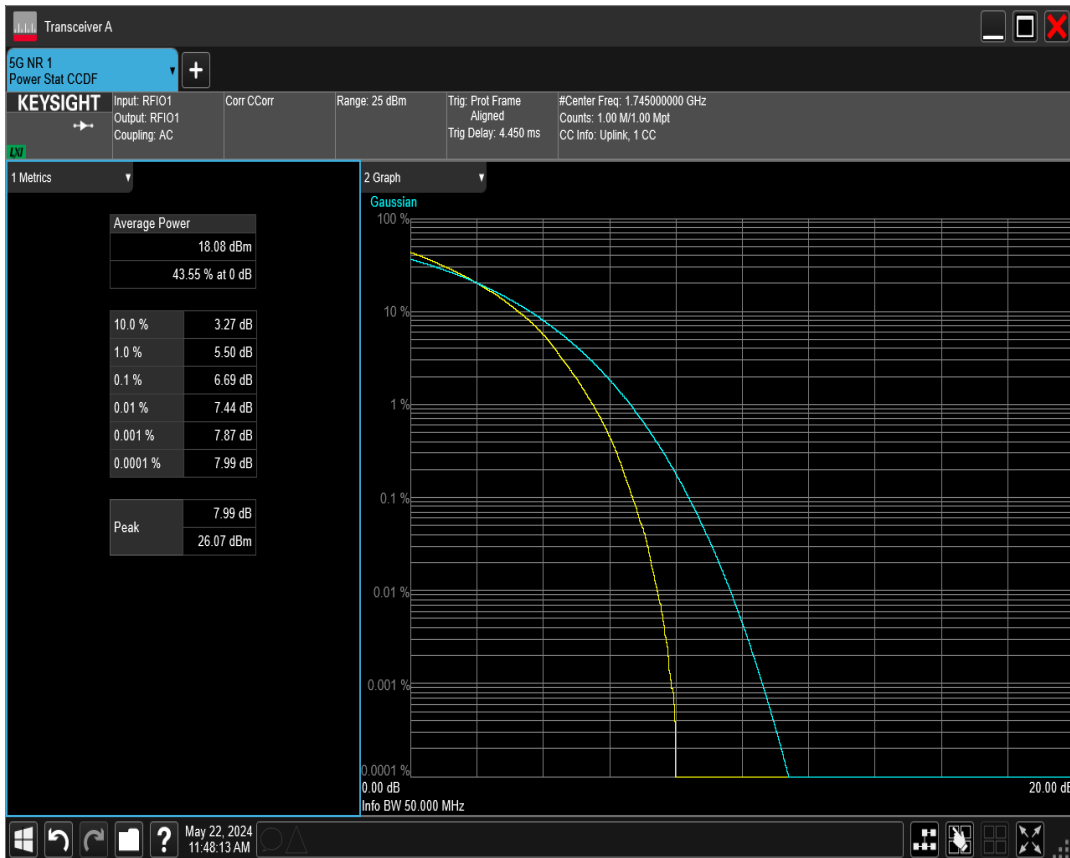 Transceiver A
5G NR 1
Power Stat CCDF
+
KEYSIGHT
LXI
Input: RFIO1
Output: RFIO1
Coupling: AC
Corr CCorr
Range: 25 dBm
Trig: Prot Frame
Aligned
Trig Delay: 4.450 ms
#Center Freq: 1.745000000 GHz
Counts: 1.00 M/1.00 Mpt
CC Info: Uplink, 1 CC
1 Metrics
Average Power
18.08 dBm
43.55 % at 0 dB
10.0 % 3.27 dB
1.0 % 5.50 dB
0.1 % 6.69 dB
0.01 % 7.44 dB
0.001 % 7.87 dB
0.0001 % 7.99 dB
Peak
7.99 dB
26.07 dBm
2 Graph
Gaussian
100 %
10 %
1 %
0.1 %
0.01 %
0.001 %
0.0001 %
0.00 dB 20.00 dB
Info BW 50.000 MHz
?
May 22, 2024
11:48:13 AM